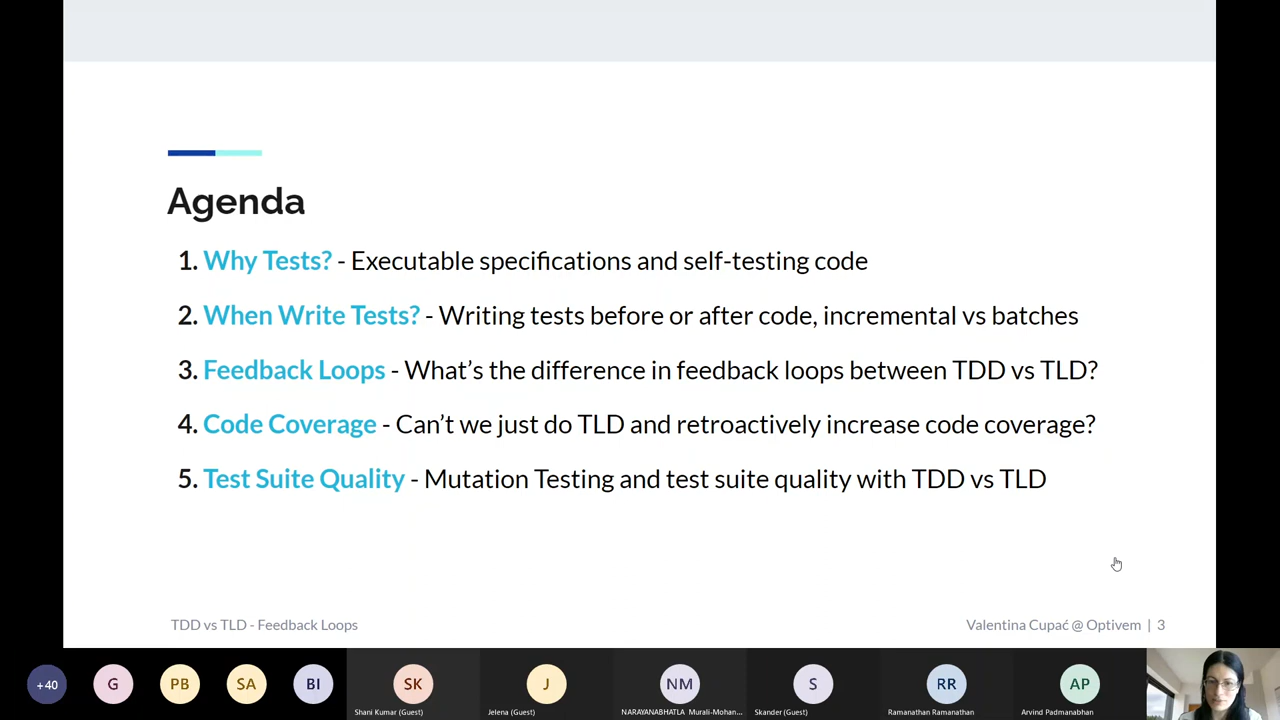 Agenda
1. Why Tests? - Executable specifications and self-testing code
2. When Write Tests? - Writing tests before or after code, incremental vs batches
3. Feedback Loops - What’s the difference in feedback loops between TDD vs TLD?
4. Code Coverage - Can’t we just do TLD and retroactively increase code coverage?
5. Test Suite Quality - Mutation Testing and test suite quality with TDD vs TLD
TDD vs TLD - Feedback Loops
Valentina Cupać @ Optivem | 3
+40
G
PB
SA
BI
SK
J
NM
S
RR
AP
Shani Kumar (Guest)
Jelena (Guest)
NARAYANABHATLA Murali-Mohan...
Skander (Guest)
Ramanathan Ramanathan
Arvind Padmanabhan